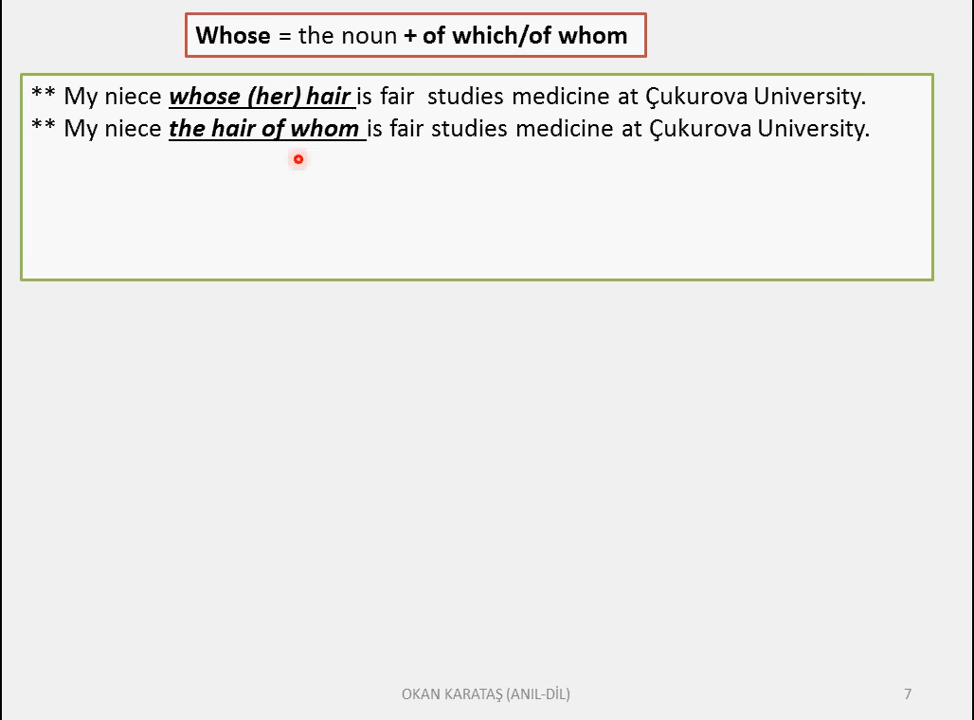 Whose = the noun + of which/of whom
** My niece whose (her) hair is fair studies medicine at Çukurova University.
** My niece the hair of whom is fair studies medicine at Çukurova University.
OKAN KARATAŞ (ANIL-DİL)
7